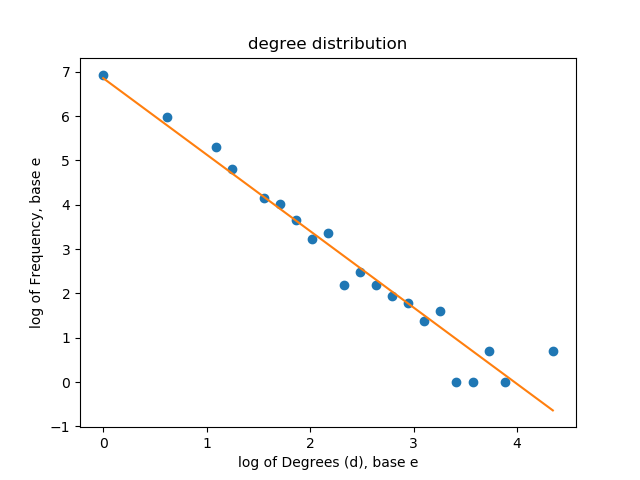 degree distribution
log of Frequency, base e
7
6
5
4
3
2
1
0
−1
0 1 2 3 4
log of Degrees (d), base e